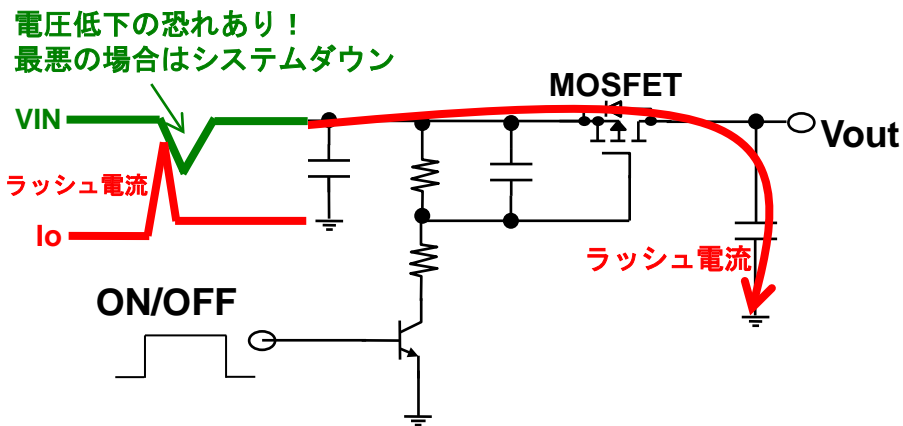 電圧低下の恐れあり！
最悪の場合はシステムダウン
MOSFET
VIN
Vout
ラッシュ電流
Io
ラッシュ電流
ON/OFF